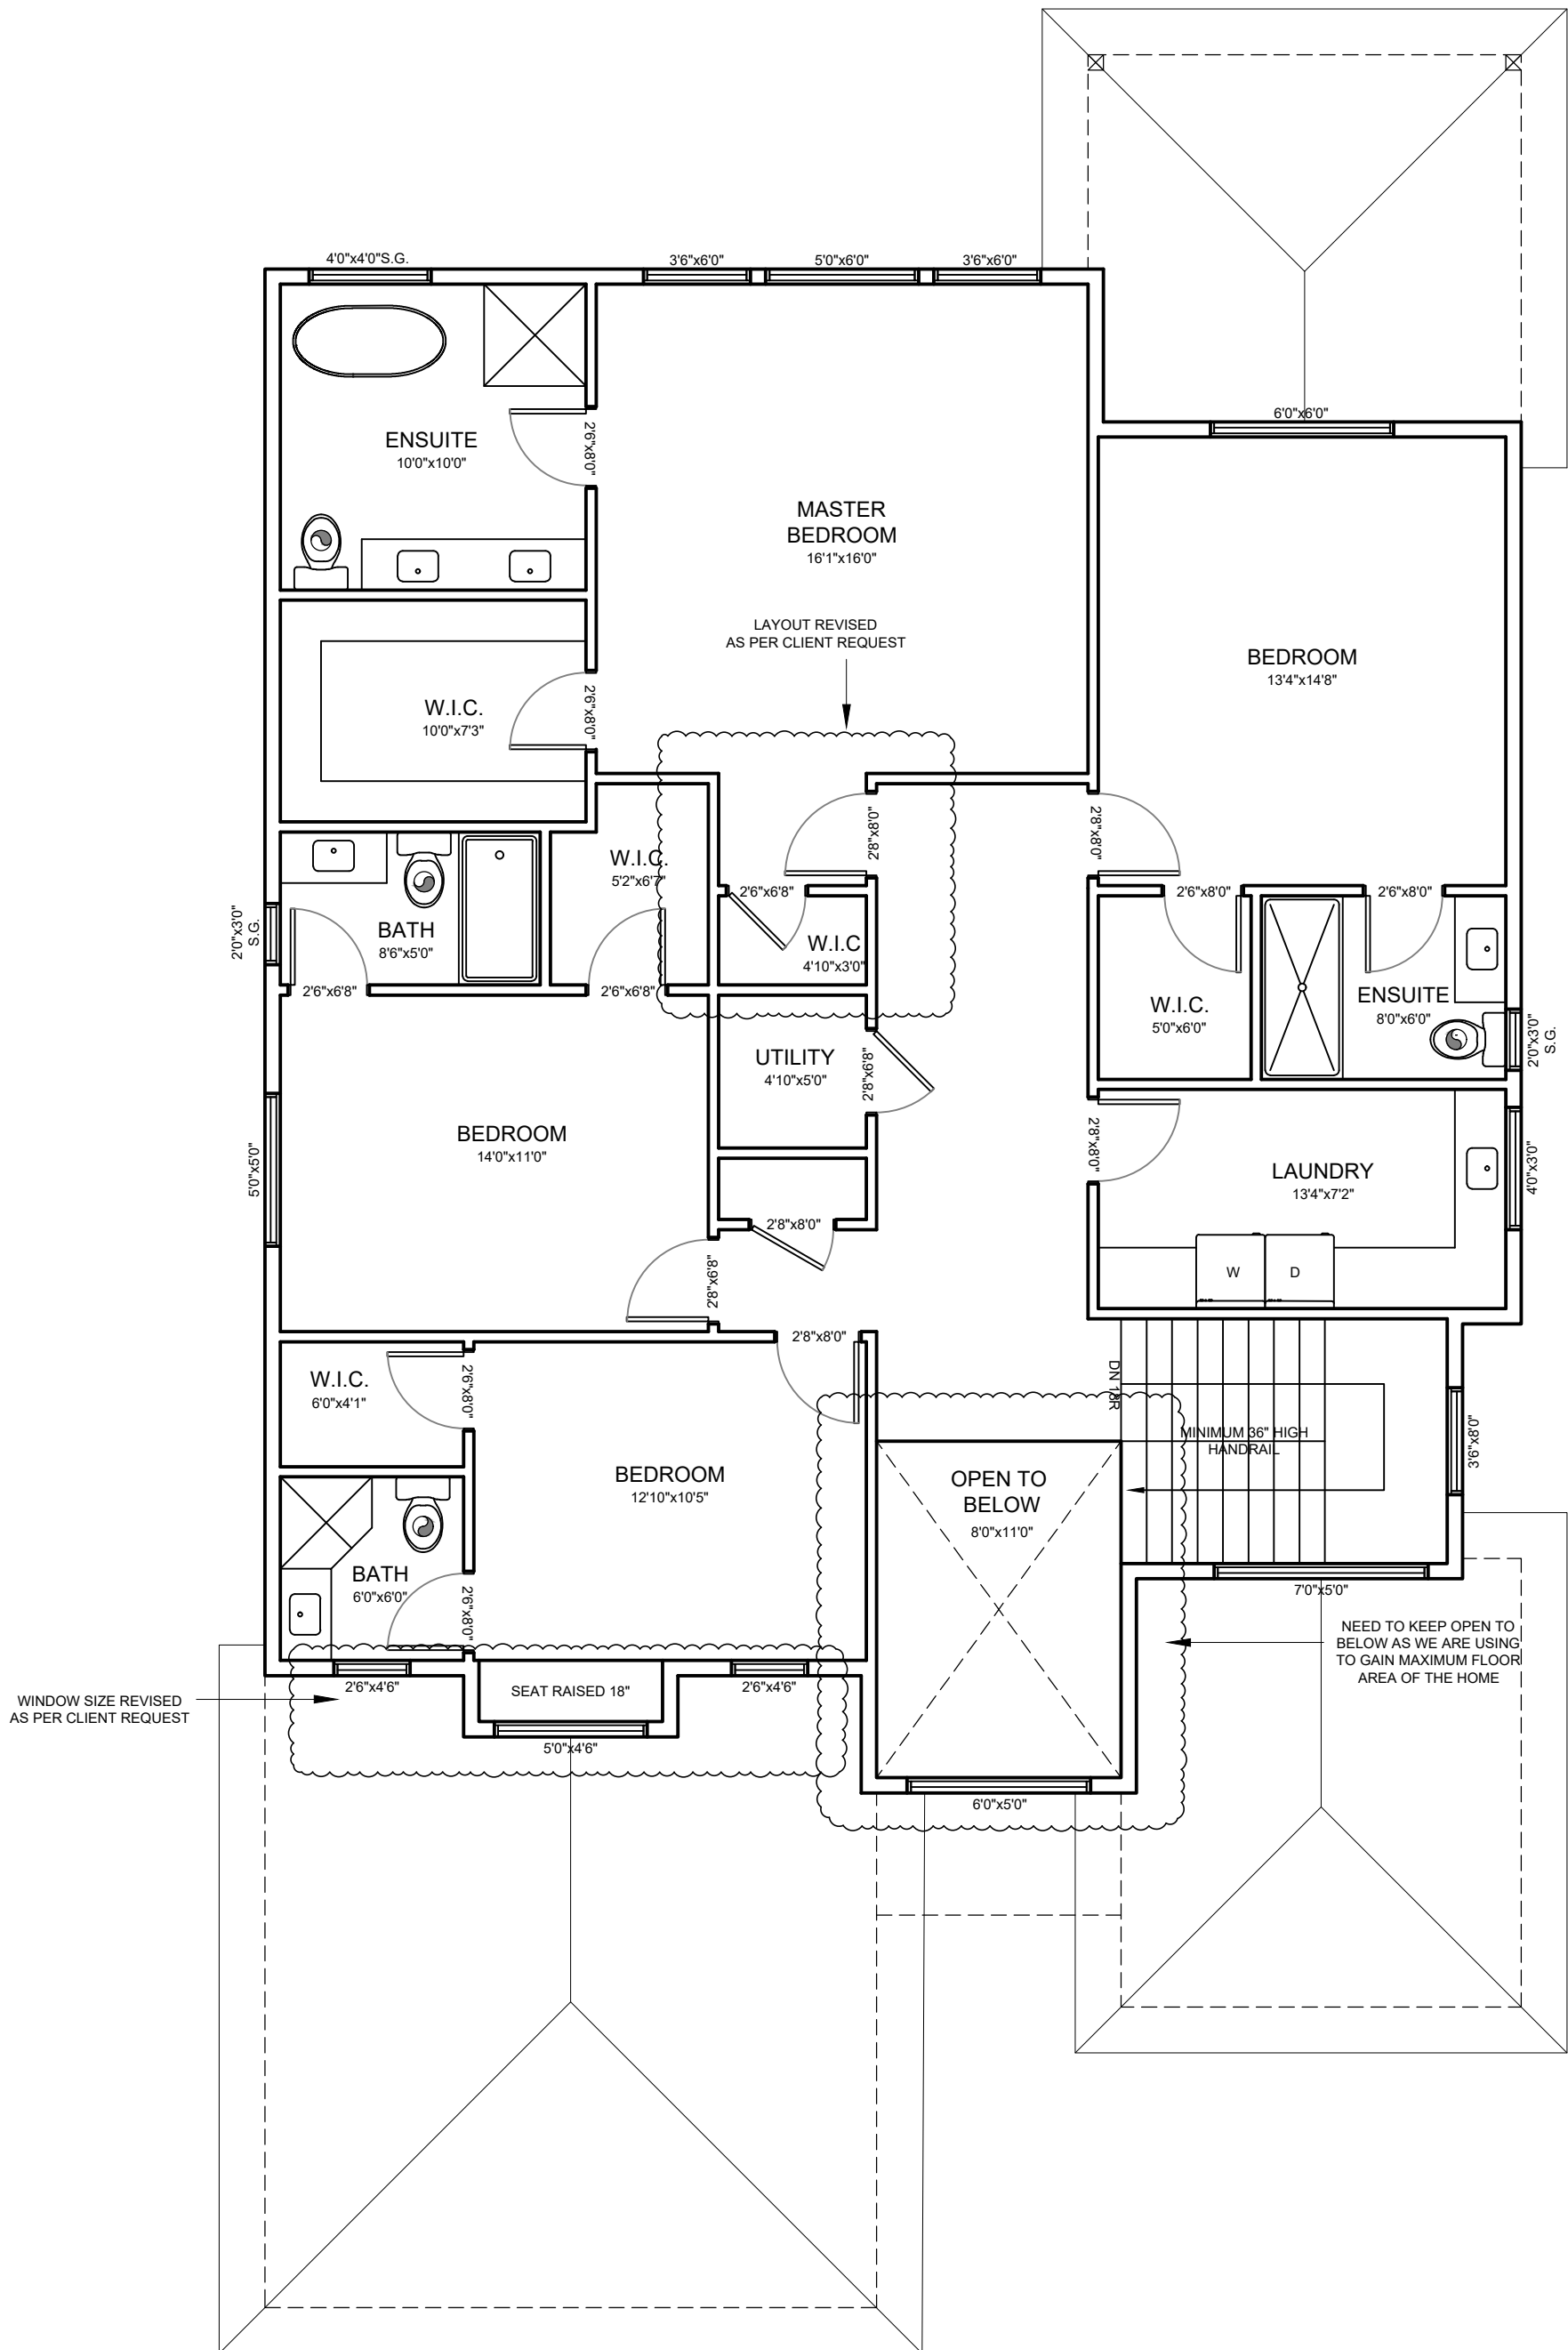 4'0"x4'0"S.G.
3'6"x6'0"
5'0"x6'0"
3'6"x6'0"
6'0"x6'0"
ENSUITE
10'0"x10'0"
2'6"x8'0"
MASTER
BEDROOM
16'1"x16'0"
LAYOUT REVISED
AS PER CLIENT REQUEST
BEDROOM
13'4"x14'8"
W.I.C.
10'0"x7'3"
2'6"x8'0"
2'8"x8'0"
2'8"x8'0"
W.I.C.
5'2"x6'7"
2'6"x6'8"
2'6"x8'0"
2'6"x8'0"
2'0"x3'0"
S.G.
BATH
8'6"x5'0"
W.I.C
4'10"x3'0"
2'6"x6'8"
2'6"x6'8"
W.I.C.
5'0"x6'0"
ENSUITE
8'0"x6'0"
2'0"x3'0"
S.G.
UTILITY
4'10"x5'0"
2'8"x6'8"
BEDROOM
14'0"x11'0"
5'0"x5'0"
2'8"x8'0"
LAUNDRY
13'4"x7'2"
4'0"x3'0"
2'8"x8'0"
W
D
2'8"x6'8"
2'8"x8'0"
W.I.C.
6'0"x4'1"
2'6"x8'0"
DN 18R
MINIMUM 36" HIGH
HANDRAIL
3'6"x8'0"
BEDROOM
12'10"x10'5"
OPEN TO
BELOW
8'0"x11'0"
BATH
6'0"x6'0"
2'6"x8'0"
7'0"x5'0"
NEED TO KEEP OPEN TO
BELOW AS WE ARE USING
TO GAIN MAXIMUM FLOOR
AREA OF THE HOME
WINDOW SIZE REVISED
AS PER CLIENT REQUEST
2'6"x4'6"
SEAT RAISED 18"
2'6"x4'6"
5'0"x4'6"
6'0"x5'0"